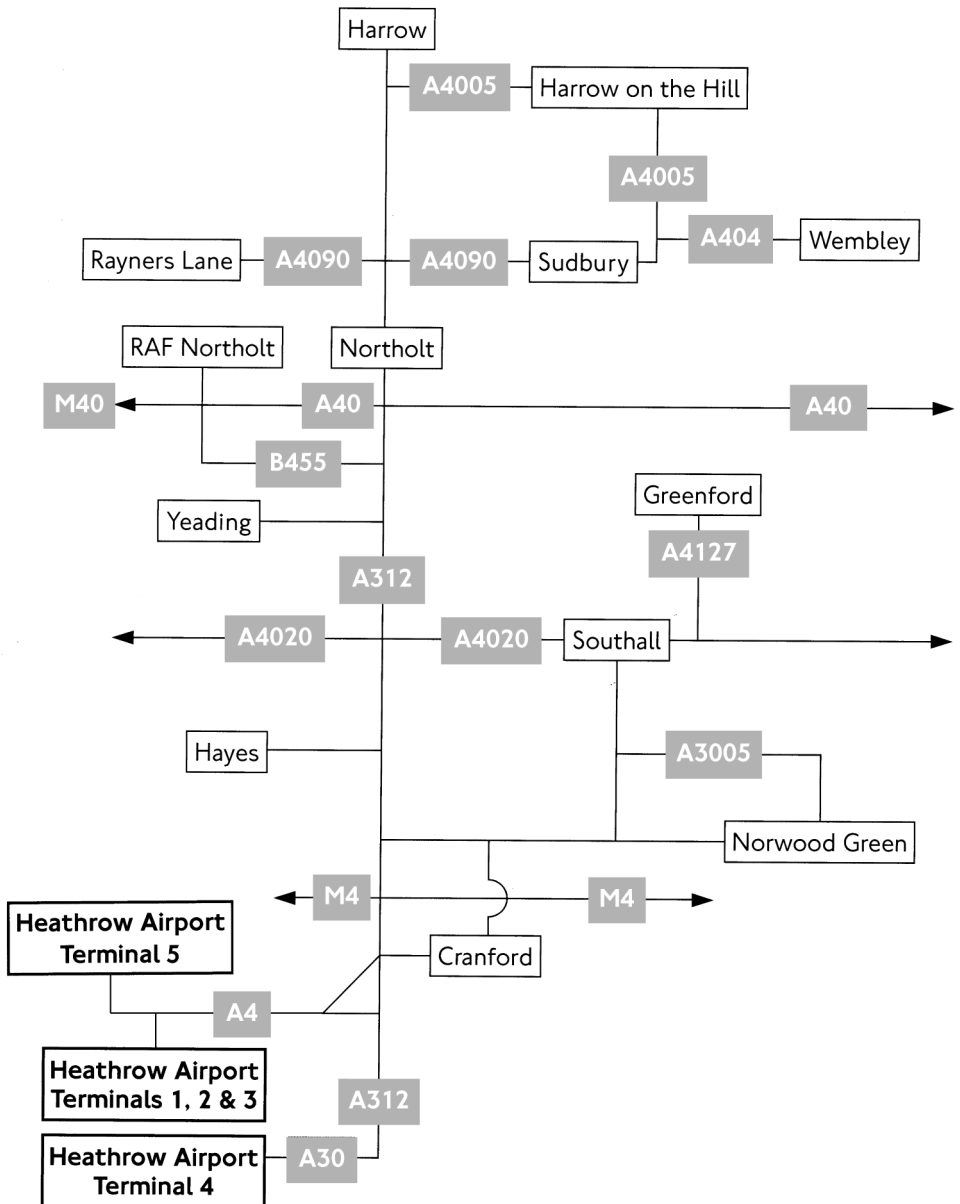 Harrow
A4005
Harrow on the Hill
A4005
A404
Wembley
Rayners Lane
A4090
A4090
Sudbury
RAF Northolt
Northolt
M40
A40
A40
B455
Greenford
Yeading
A4127
A312
A4020
A4020
Southall
Hayes
A3005
Norwood Green
M4
M4
Heathrow Airport
Terminal 5
Cranford
A4
Heathrow Airport
Terminals 1, 2 & 3
A312
Heathrow Airport
Terminal 4
A30